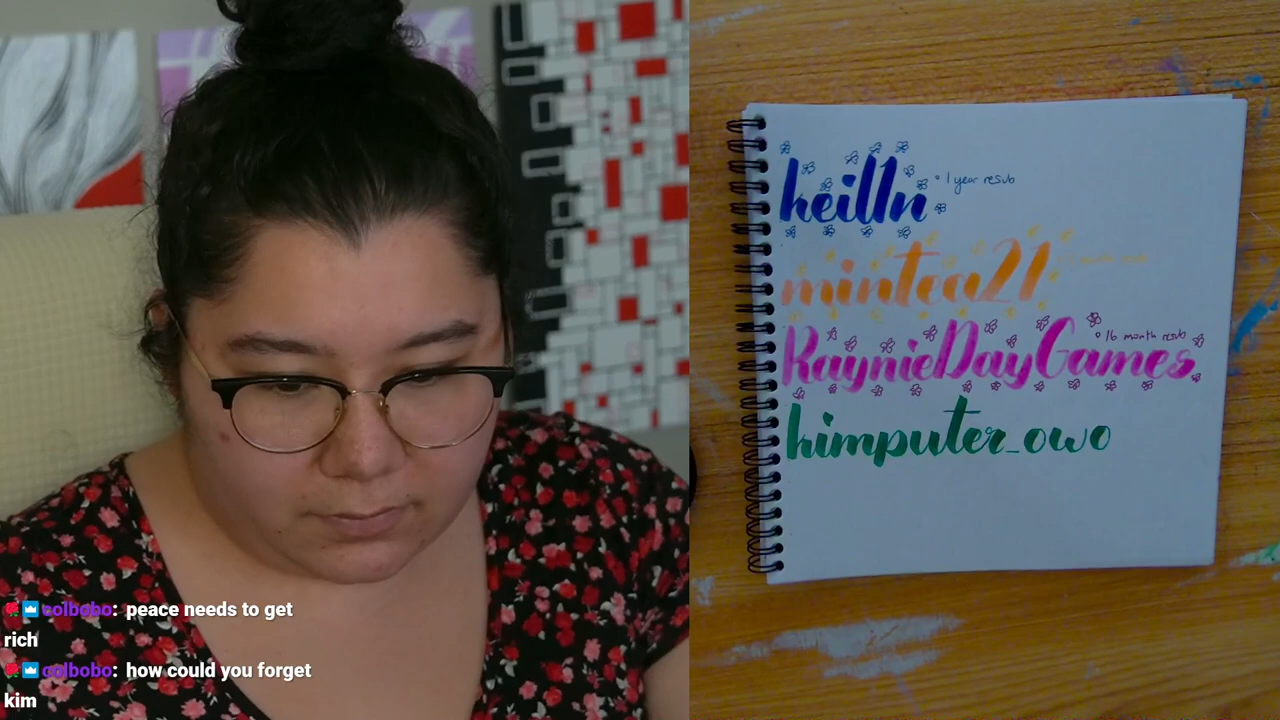 colbobo: peace needs to get
rich
colbobo: how could you forget
kim
keilln
1 year resub
mintea21
RaynieDayGames
16 month resub
kimputer_owo